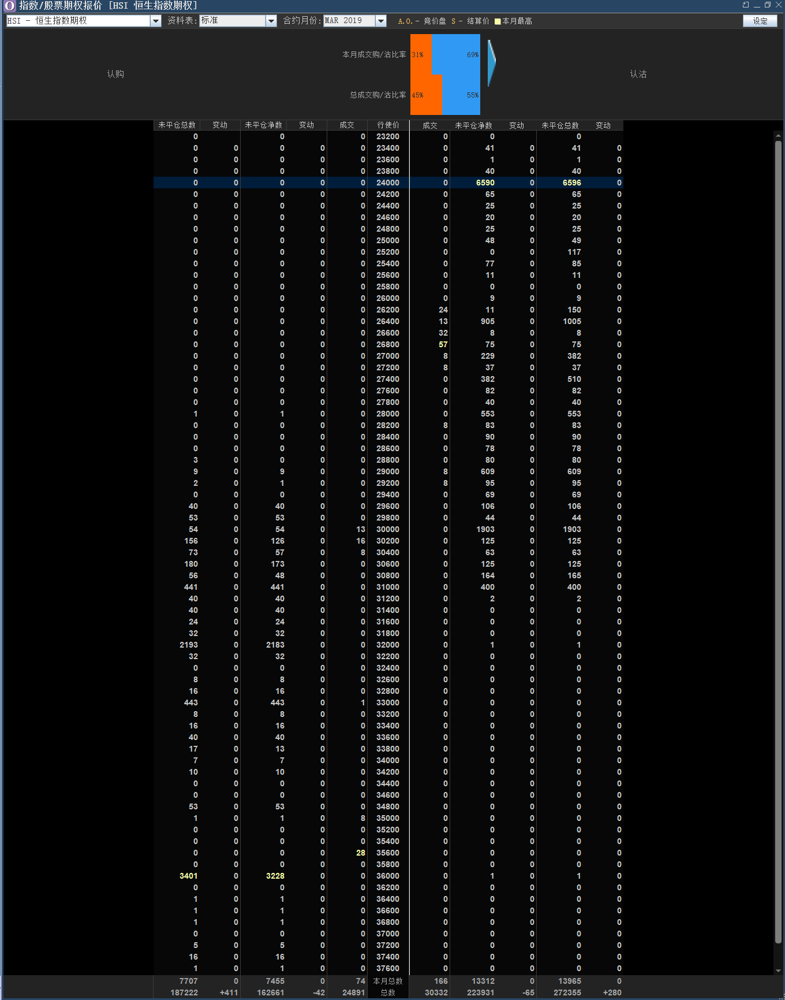 指数/股票期权报价 [HSI 恒生指数期权]
HSI - 恒生指数期权 资料表: 标准 合约月份: MAR 2019 A.O.- 竞价盘 S - 结算价 本月最高 设定
本月成交购/沽比率 31% 69%
认购 认沽
总成交购/沽比率 45% 55%
未平仓总数 变动 未平仓净数 变动 成交 行使价 成交 未平仓净数 变动 未平仓总数 变动
0 0 0 23200 0 0 0
0 0 0 0 0 23400 0 41 0 41 0
0 0 0 0 0 23600 0 1 0 1 0
0 0 0 0 0 23800 0 40 0 40 0
0 0 0 0 0 24000 0 6590 0 6596 0
0 0 0 0 0 24200 0 65 0 65 0
0 0 0 0 0 24400 0 25 0 25 0
0 0 0 0 0 24600 0 20 0 20 0
0 0 0 0 0 24800 0 25 0 25 0
0 0 0 0 0 25000 0 48 0 49 0
0 0 0 0 0 25200 0 0 0 117 0
0 0 0 0 0 25400 0 77 0 85 0
0 0 0 0 0 25600 0 11 0 11 0
0 0 0 0 0 25800 0 0 0 0 0
0 0 0 0 0 26000 0 9 0 9 0
0 0 0 0 0 26200 24 11 0 150 0
0 0 0 0 0 26400 13 905 0 1005 0
0 0 0 0 0 26600 32 8 0 8 0
0 0 0 0 0 26800 57 75 0 75 0
0 0 0 0 0 27000 8 229 0 382 0
0 0 0 0 0 27200 8 37 0 37 0
0 0 0 0 0 27400 0 382 0 510 0
0 0 0 0 0 27600 0 82 0 82 0
0 0 0 0 0 27800 0 40 0 40 0
1 0 1 0 0 28000 0 553 0 553 0
0 0 0 0 0 28200 8 83 0 83 0
0 0 0 0 0 28400 0 90 0 90 0
0 0 0 0 0 28600 0 78 0 78 0
3 0 0 0 0 28800 0 80 0 80 0
9 0 9 0 0 29000 8 609 0 609 0
2 0 1 0 0 29200 8 95 0 95 0
0 0 0 0 0 29400 0 69 0 69 0
40 0 40 0 0 29600 0 106 0 106 0
53 0 53 0 0 29800 0 44 0 44 0
54 0 54 0 13 30000 0 1903 0 1903 0
156 0 126 0 16 30200 0 125 0 125 0
73 0 57 0 8 30400 0 63 0 63 0
180 0 173 0 0 30600 0 125 0 125 0
56 0 48 0 0 30800 0 164 0 165 0
441 0 441 0 0 31000 0 400 0 400 0
40 0 40 0 0 31200 0 2 0 2 0
40 0 40 0 0 31400 0 0 0 0 0
24 0 24 0 0 31600 0 0 0 0 0
32 0 32 0 0 31800 0 0 0 0 0
2193 0 2183 0 0 32000 0 1 0 1 0
32 0 32 0 0 32200 0 0 0 0 0
0 0 0 0 0 32400 0 0 0 0 0
8 0 8 0 0 32600 0 0 0 0 0
16 0 16 0 0 32800 0 0 0 0 0
443 0 443 0 1 33000 0 0 0 0 0
8 0 8 0 0 33200 0 0 0 0 0
16 0 16 0 0 33400 0 0 0 0 0
40 0 40 0 0 33600 0 0 0 0 0
17 0 13 0 0 33800 0 0 0 0 0
7 0 7 0 0 34000 0 0 0 0 0
10 0 10 0 0 34200 0 0 0 0 0
0 0 0 0 0 34400 0 0 0 0 0
0 0 0 0 0 34600 0 0 0 0 0
53 0 53 0 0 34800 0 0 0 0 0
1 0 1 0 8 35000 0 0 0 0 0
0 0 0 0 0 35200 0 0 0 0 0
0 0 0 0 0 35400 0 0 0 0 0
0 0 0 0 28 35600 0 0 0 0 0
0 0 0 0 0 35800 0 0 0 0 0
3401 0 3228 0 0 36000 0 1 0 1 0
0 0 0 0 0 36200 0 0 0 0 0
1 0 1 0 0 36400 0 0 0 0 0
1 0 1 0 0 36600 0 0 0 0 0
1 0 1 0 0 36800 0 0 0 0 0
0 0 0 0 0 37000 0 0 0 0 0
5 0 5 0 0 37200 0 0 0 0 0
16 0 16 0 0 37400 0 0 0 0 0
1 0 1 0 0 37600 0 0 0 0 0
7707 0 7455 0 74 本月总数 166 13312 0 13965 0
187222 +411 162661 -42 24891 总数 30332 223931 -65 272355 +280